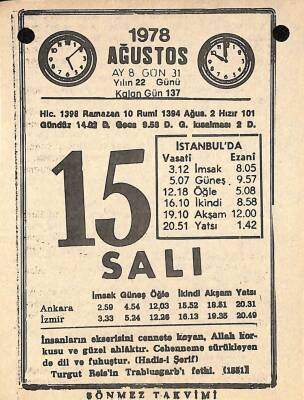 1978
AĞUSTOS
AY 8 GÜN 31
Yılın 22 Günü
Kalan Gün 137
Hic. 1398 Ramazan 10 Rumi 1394 Ağus. 2 Hızır 101
Gündüz 14.02 D. Gece 9.58 D. G. kısalması 2 D.
15
SALI
İSTANBUL'DA
Vasati Ezani
3.12 İmsak 8.05
5.07 Güneş 9.57
12.18 Öğle 5.08
16.10 İkindi 8.58
19.10 Akşam 12.00
20.51 Yatsı 1.42
İmsak Güneş Öğle İkindi Akşam Yatsı
Ankara 2.59 4.54 12.03 15.52 18.51 20.31
İzmir 3.33 5.24 12.26 16.13 19.35 20.49
İnsanların ekserisini cennete koyan, Allah kor-
kusu ve güzel ahlâktır. Cehenneme sürükleyen
de dil ve fuhuştur. (Hadis-i Şerif)
Turgut Reis'in Trablusgarb'ı fethi. (1551)
SÖNMEZ TAKVİMİ